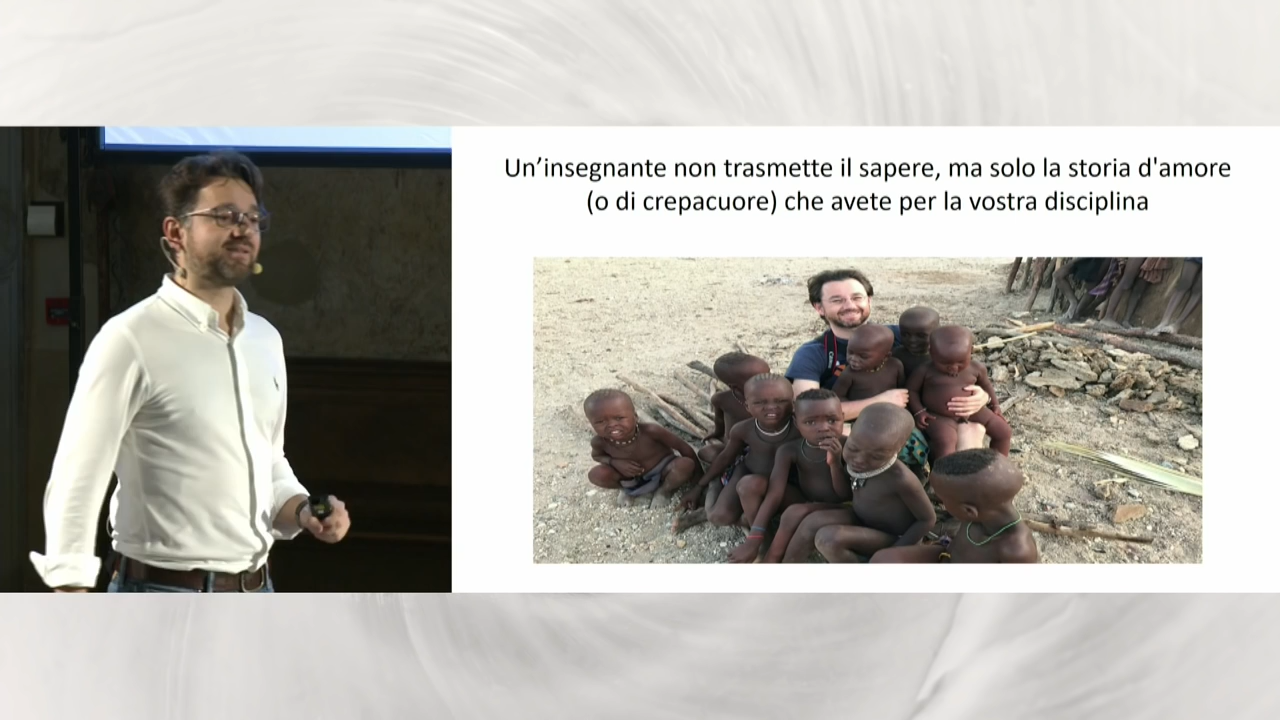 Un’insegnante non trasmette il sapere, ma solo la storia d'amore
(o di crepacuore) che avete per la vostra disciplina